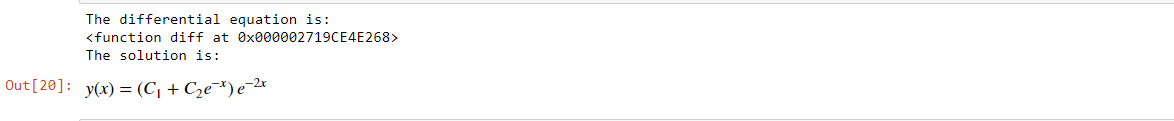 The differential equation is:
<function diff at 0x000002719CE4E268>
The solution is:
Out[20]: y(x) = (C₁ + C₂e⁻ˣ) e⁻²ˣ